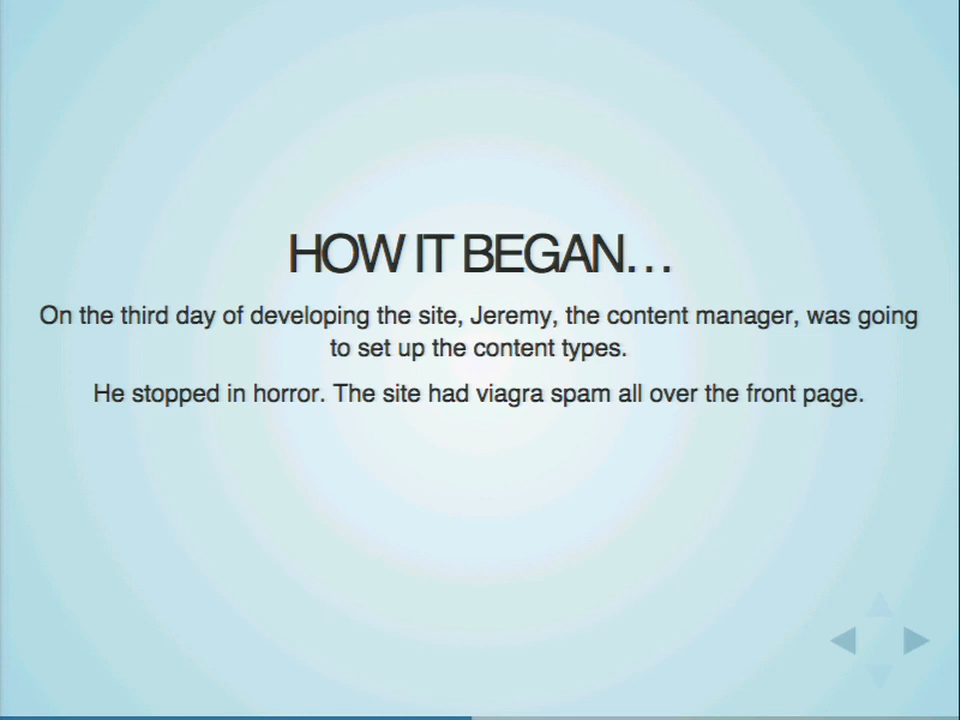 HOW IT BEGAN...
On the third day of developing the site, Jeremy, the content manager, was going
to set up the content types.
He stopped in horror. The site had viagra spam all over the front page.